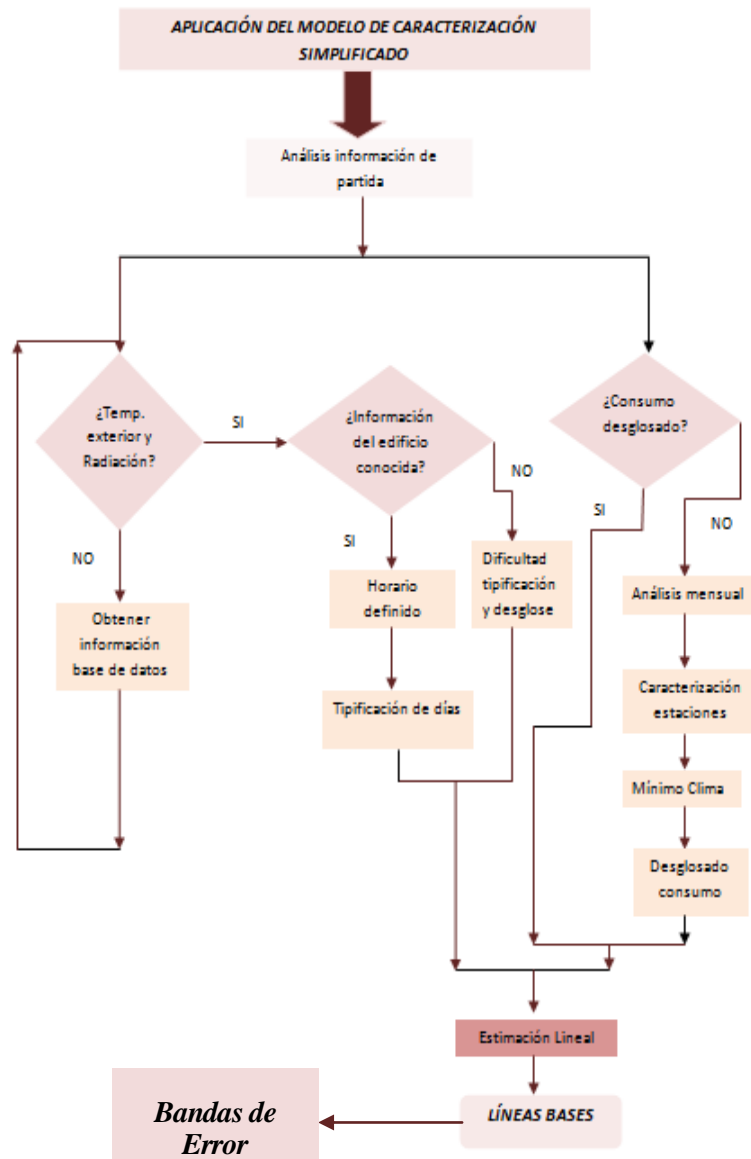 APLICACIÓN DEL MODELO DE CARACTERIZACIÓN
SIMPLIFICADO
Análisis información de
partida
¿Temp.
exterior y
Radiación?
SI
¿Información
del edificio
conocida?
¿Consumo
desglosado?
NO
SI
NO
SI
NO
Obtener
información
base de datos
Horario
definido
Dificultad
tipificación
y desglose
Análisis mensual
Tipificación de días
Caracterización
estaciones
Mínimo Clima
Desglosado
consumo
Estimación Lineal
LÍNEAS BASES
Bandas de
Error